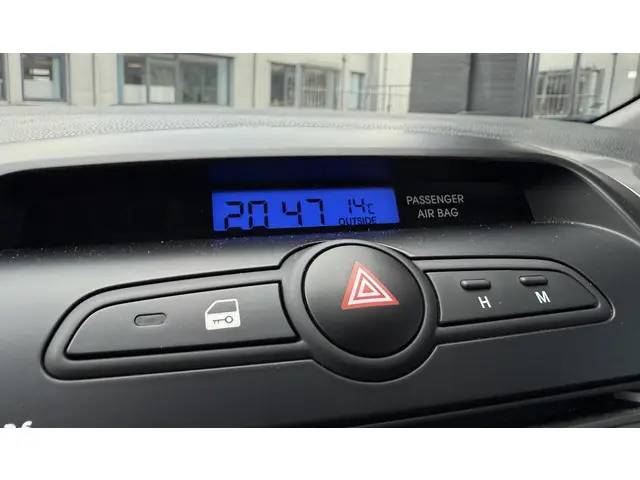 20 47 14°C
OUTSIDE
PASSENGER
AIR BAG
H M